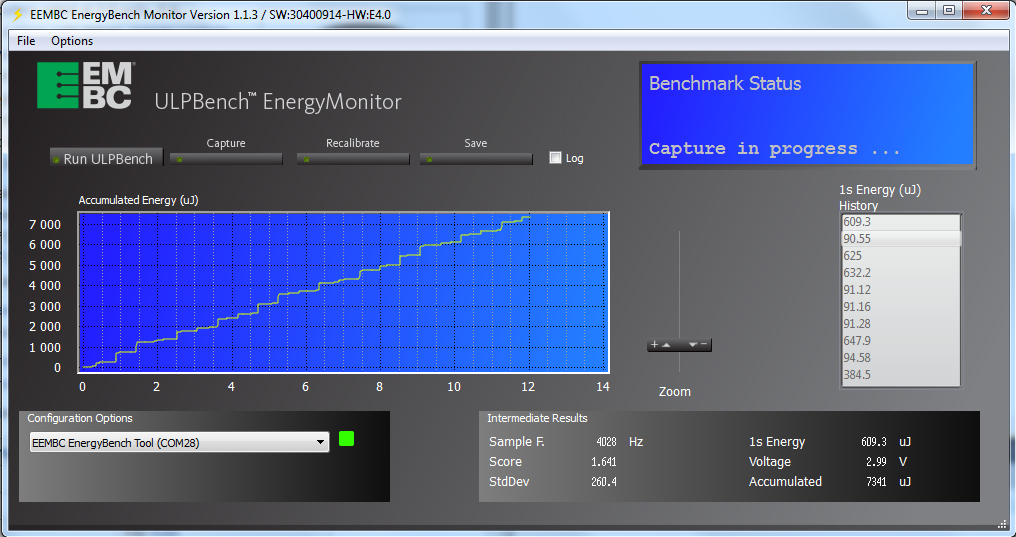 EEMBC EnergyBench Monitor Version 1.1.3 / SW:30400914-HW:E4.0
File Options
EEMBC
ULPBench™ EnergyMonitor
Benchmark Status
Capture in progress ...
Run ULPBench
Capture
Recalibrate
Save
Log
Accumulated Energy (uJ)
7 000
6 000
5 000
4 000
3 000
2 000
1 000
0
0 2 4 6 8 10 12 14
+ −
Zoom
1s Energy (uJ)
History
609.3
90.55
625
632.2
91.12
91.16
91.28
647.9
94.58
384.5
Configuration Options
EEMBC EnergyBench Tool (COM28)
Intermediate Results
Sample F. 4028 Hz
Score 1.641
StdDev 260.4
1s Energy 609.3 uJ
Voltage 2.99 V
Accumulated 7341 uJ